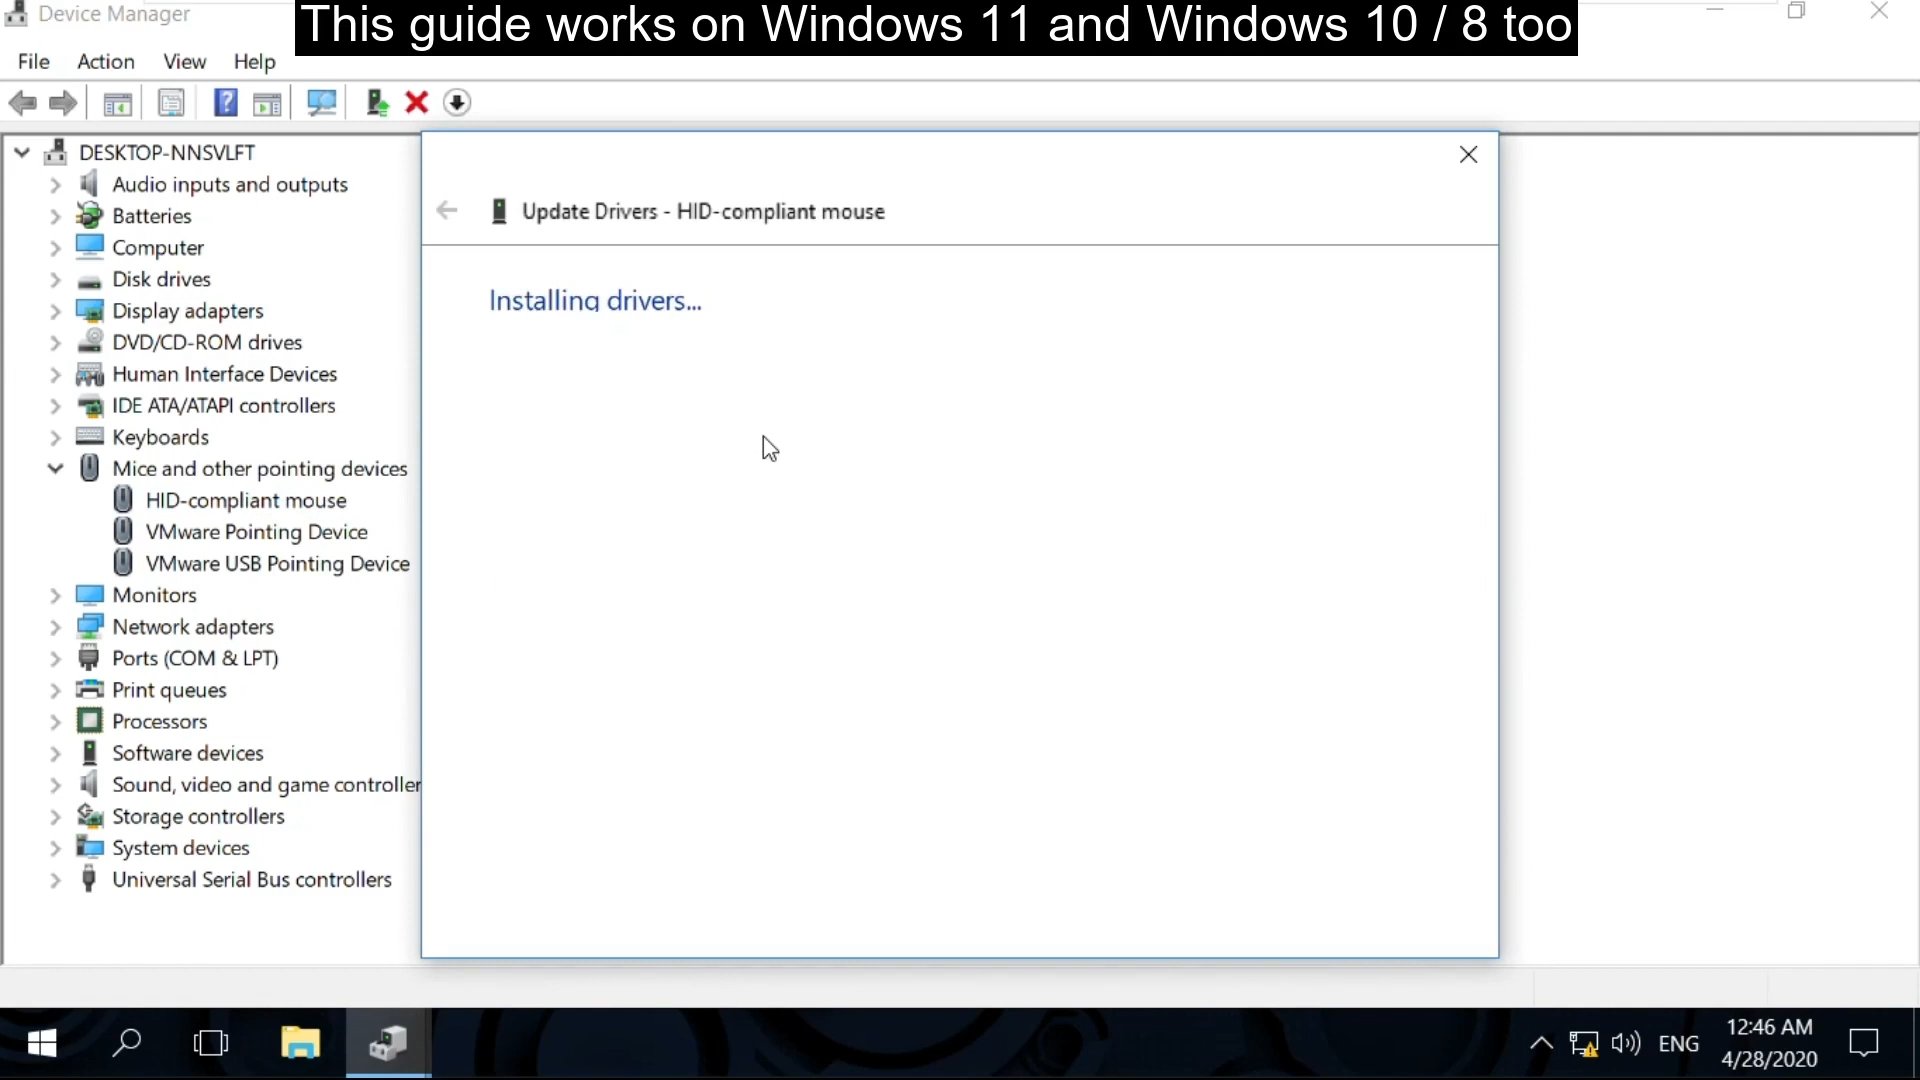 Device Manager
This guide works on Windows 11 and Windows 10 / 8 too
File Action View Help
DESKTOP-NNSVLFT
Audio inputs and outputs
Batteries
Computer
Disk drives
Display adapters
DVD/CD-ROM drives
Human Interface Devices
IDE ATA/ATAPI controllers
Keyboards
Mice and other pointing devices
HID-compliant mouse
VMware Pointing Device
VMware USB Pointing Device
Monitors
Network adapters
Ports (COM & LPT)
Print queues
Processors
Software devices
Sound, video and game controller
Storage controllers
System devices
Universal Serial Bus controllers
Update Drivers - HID-compliant mouse
Installing drivers...
ENG
12:46 AM
4/28/2020